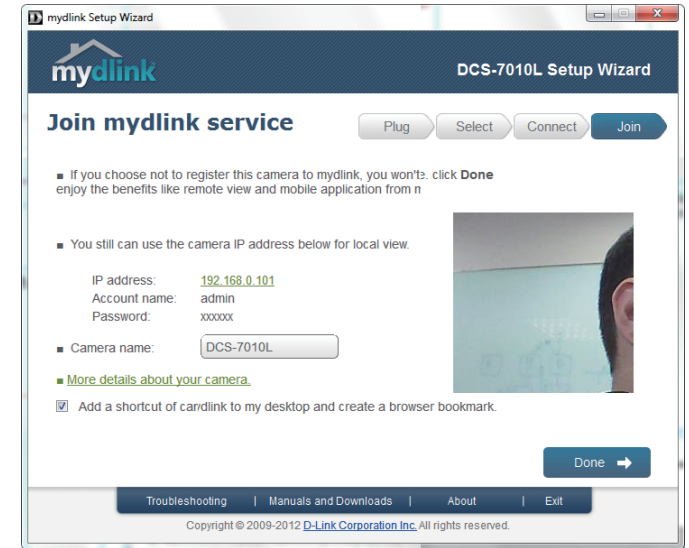 mydlink Setup Wizard
mydlink
DCS-7010L Setup Wizard
Join mydlink service
Plug
Select
Connect
Join
If you choose not to register this camera to mydlink, you won't click Done
enjoy the benefits like remote view and mobile application from
You still can use the camera IP address below for local view.
IP address: 192.168.0.101
Account name: admin
Password: xxxxxx
Camera name: DCS-7010L
More details about your camera.
Add a shortcut of to my desktop and create a browser bookmark.
Done
Troubleshooting | Manuals and Downloads | About | Exit
Copyright © 2009-2012 D-Link Corporation Inc. All rights reserved.